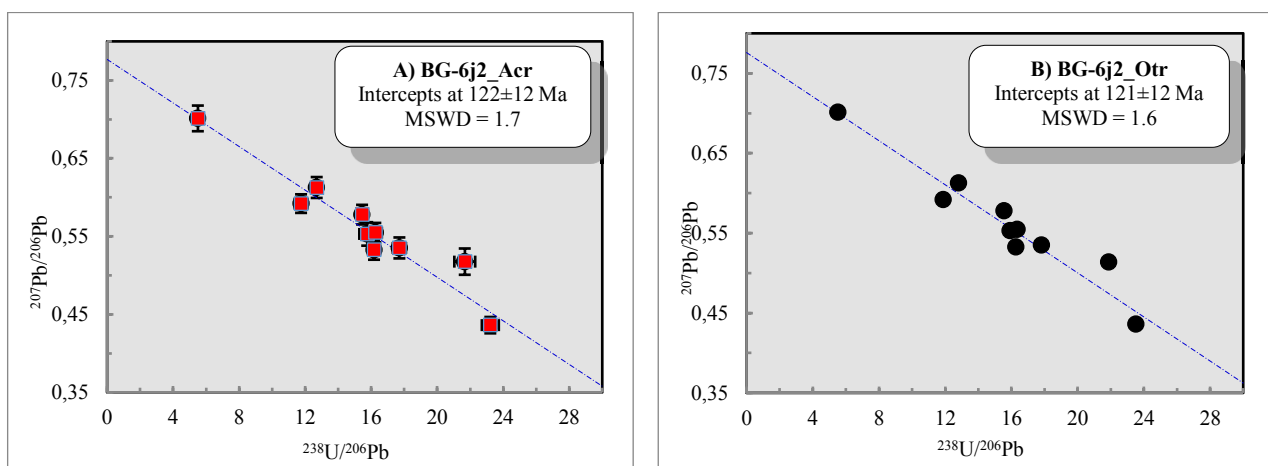 A) BG-6j2_Acr
Intercepts at 122±12 Ma
MSWD = 1.7
0,75
0,65
0,55
0,45
0,35
²⁰⁷Pb/²⁰⁶Pb
0 4 8 12 16 20 24 28
²³⁸U/²⁰⁶Pb
B) BG-6j2_Otr
Intercepts at 121±12 Ma
MSWD = 1.6
0,75
0,65
0,55
0,45
0,35
²⁰⁷Pb/²⁰⁶Pb
0 4 8 12 16 20 24 28
²³⁸U/²⁰⁶Pb